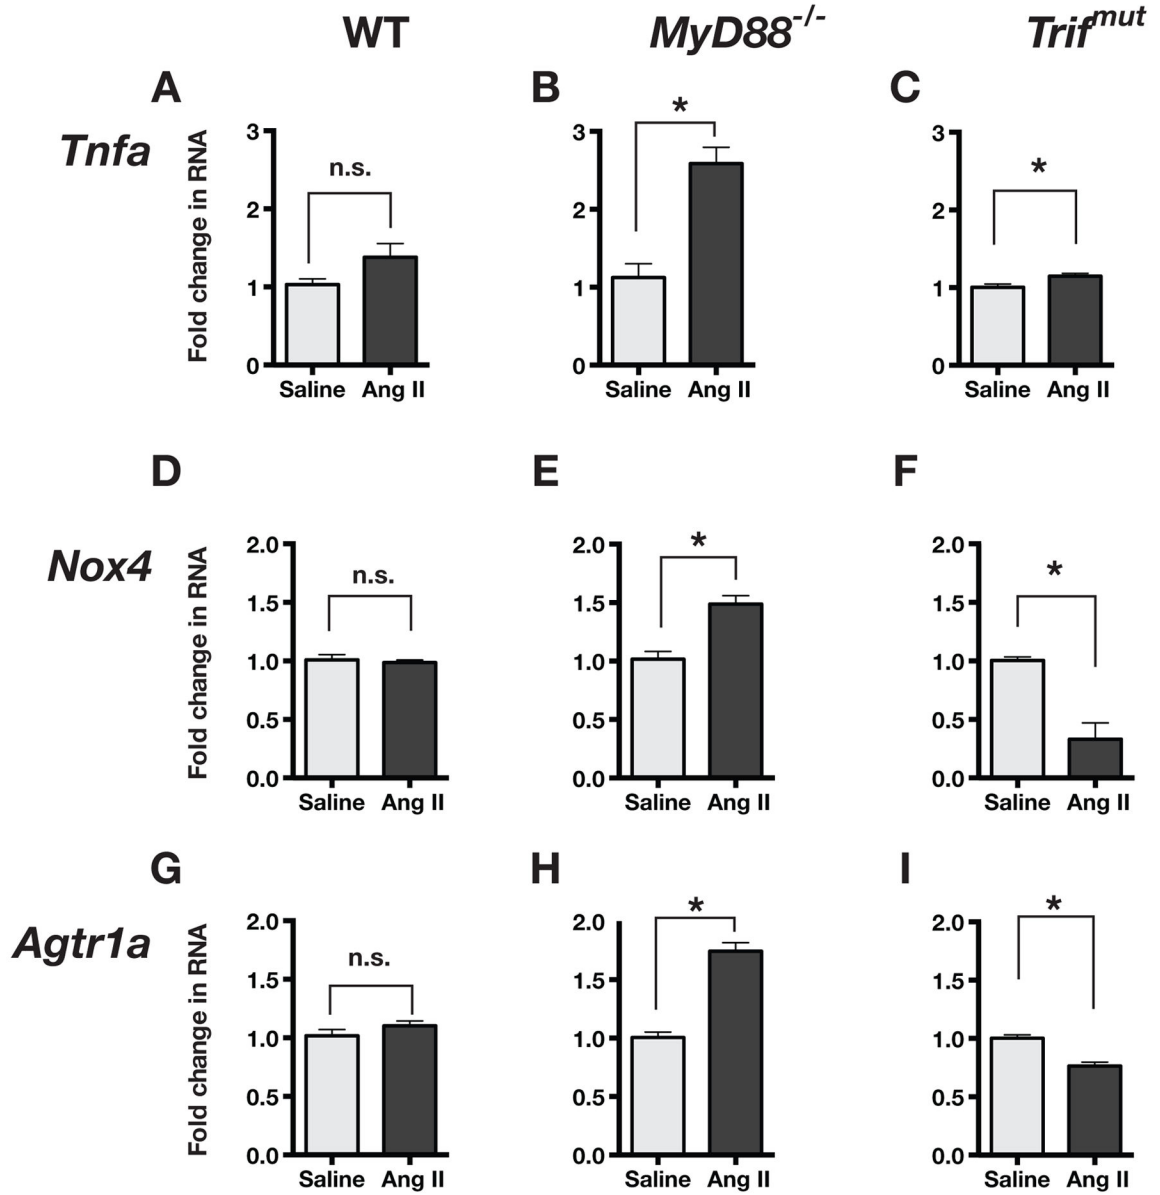 WT MyD88-/- Trifmut
A B C
Tnfa
Fold change in RNA
3 3 3
* *
n.s.
2 2 2
1 1 1
0 0 0
Saline Ang II Saline Ang II Saline Ang II
D E F
Nox4
Fold change in RNA
2.0 2.0 2.0
* *
n.s.
1.5 1.5 1.5
1.0 1.0 1.0
0.5 0.5 0.5
0.0 0.0 0.0
Saline Ang II Saline Ang II Saline Ang II
G H I
Agtr1a
Fold change in RNA
* *
2.0 2.0 2.0
n.s.
1.5 1.5 1.5
1.0 1.0 1.0
0.5 0.5 0.5
0.0 0.0 0.0
Saline Ang II Saline Ang II Saline Ang II